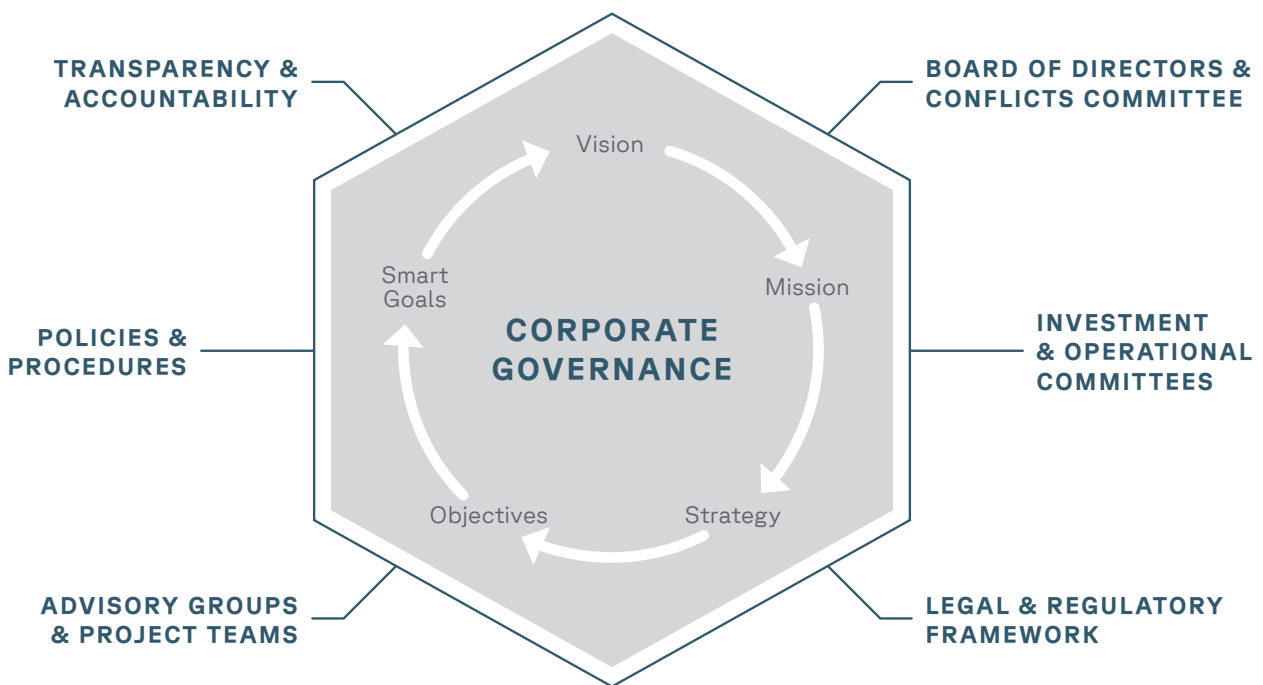 TRANSPARENCY &
ACCOUNTABILITY
BOARD OF DIRECTORS &
CONFLICTS COMMITTEE
Vision
Smart
Goals
Mission
CORPORATE
GOVERNANCE
POLICIES &
PROCEDURES
INVESTMENT
& OPERATIONAL
COMMITTEES
Objectives
Strategy
ADVISORY GROUPS
& PROJECT TEAMS
LEGAL & REGULATORY
FRAMEWORK